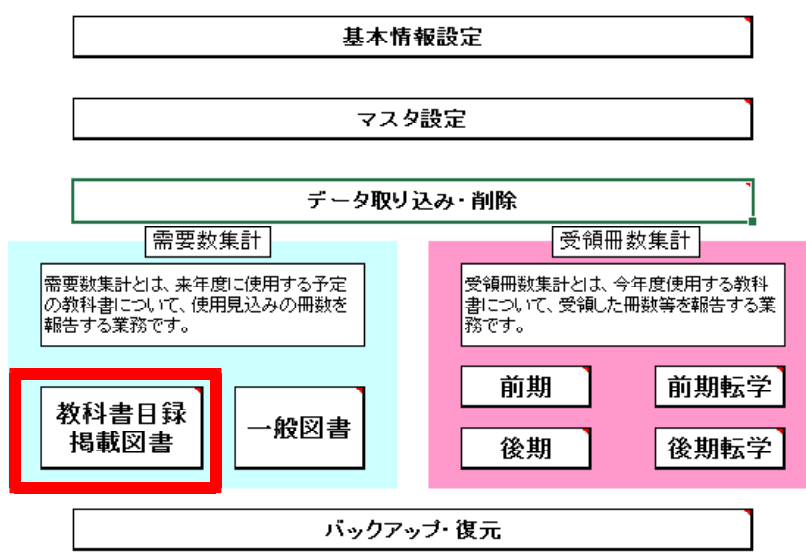 基本情報設定
マスタ設定
データ取り込み・削除
需要数集計
需要数集計とは、来年度に使用する予定
の教科書について、使用見込みの冊数を
報告する業務です。
教科書目録
掲載図書
一般図書
受領冊数集計
受領冊数集計とは、今年度使用する教科
書について、受領した冊数等を報告する業
務です。
前期
前期転学
後期
後期転学
バックアップ・復元